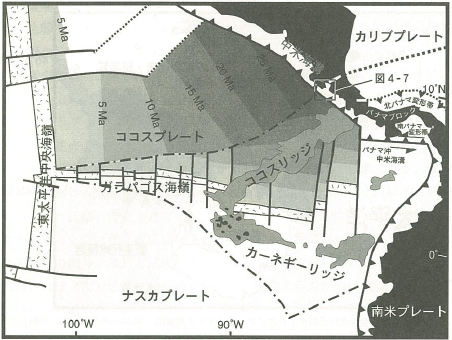 5 Ma
カリブプレート
中米海溝
図4-7
25 Ma
20 Ma
15 Ma
10 Ma
5 Ma
10°N
北パナマ変形帯
パナマブロック
南パナマ
変形帯
ココスプレート
ココスリッジ
パナマ沖
中米海溝
東太平洋中央海嶺
ガラパゴス海嶺
カーネギーリッジ
0°
ナスカプレート
南米プレート
100°W
90°W